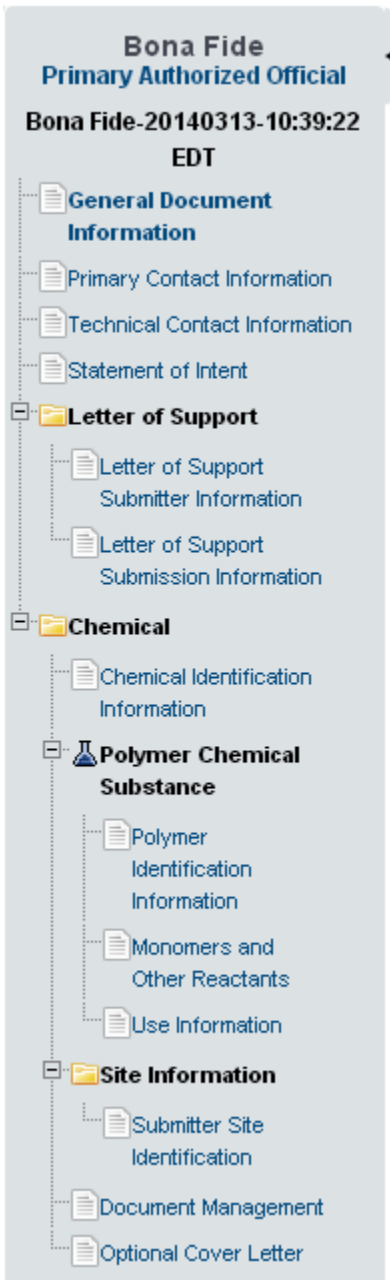 Bona Fide
Primary Authorized Official
Bona Fide-20140313-10:39:22
EDT
General Document
Information
Primary Contact Information
Technical Contact Information
Statement of Intent
Letter of Support
Letter of Support
Submitter Information
Letter of Support
Submission Information
Chemical
Chemical Identification
Information
Polymer Chemical
Substance
Polymer
Identification
Information
Monomers and
Other Reactants
Use Information
Site Information
Submitter Site
Identification
Document Management
Optional Cover Letter